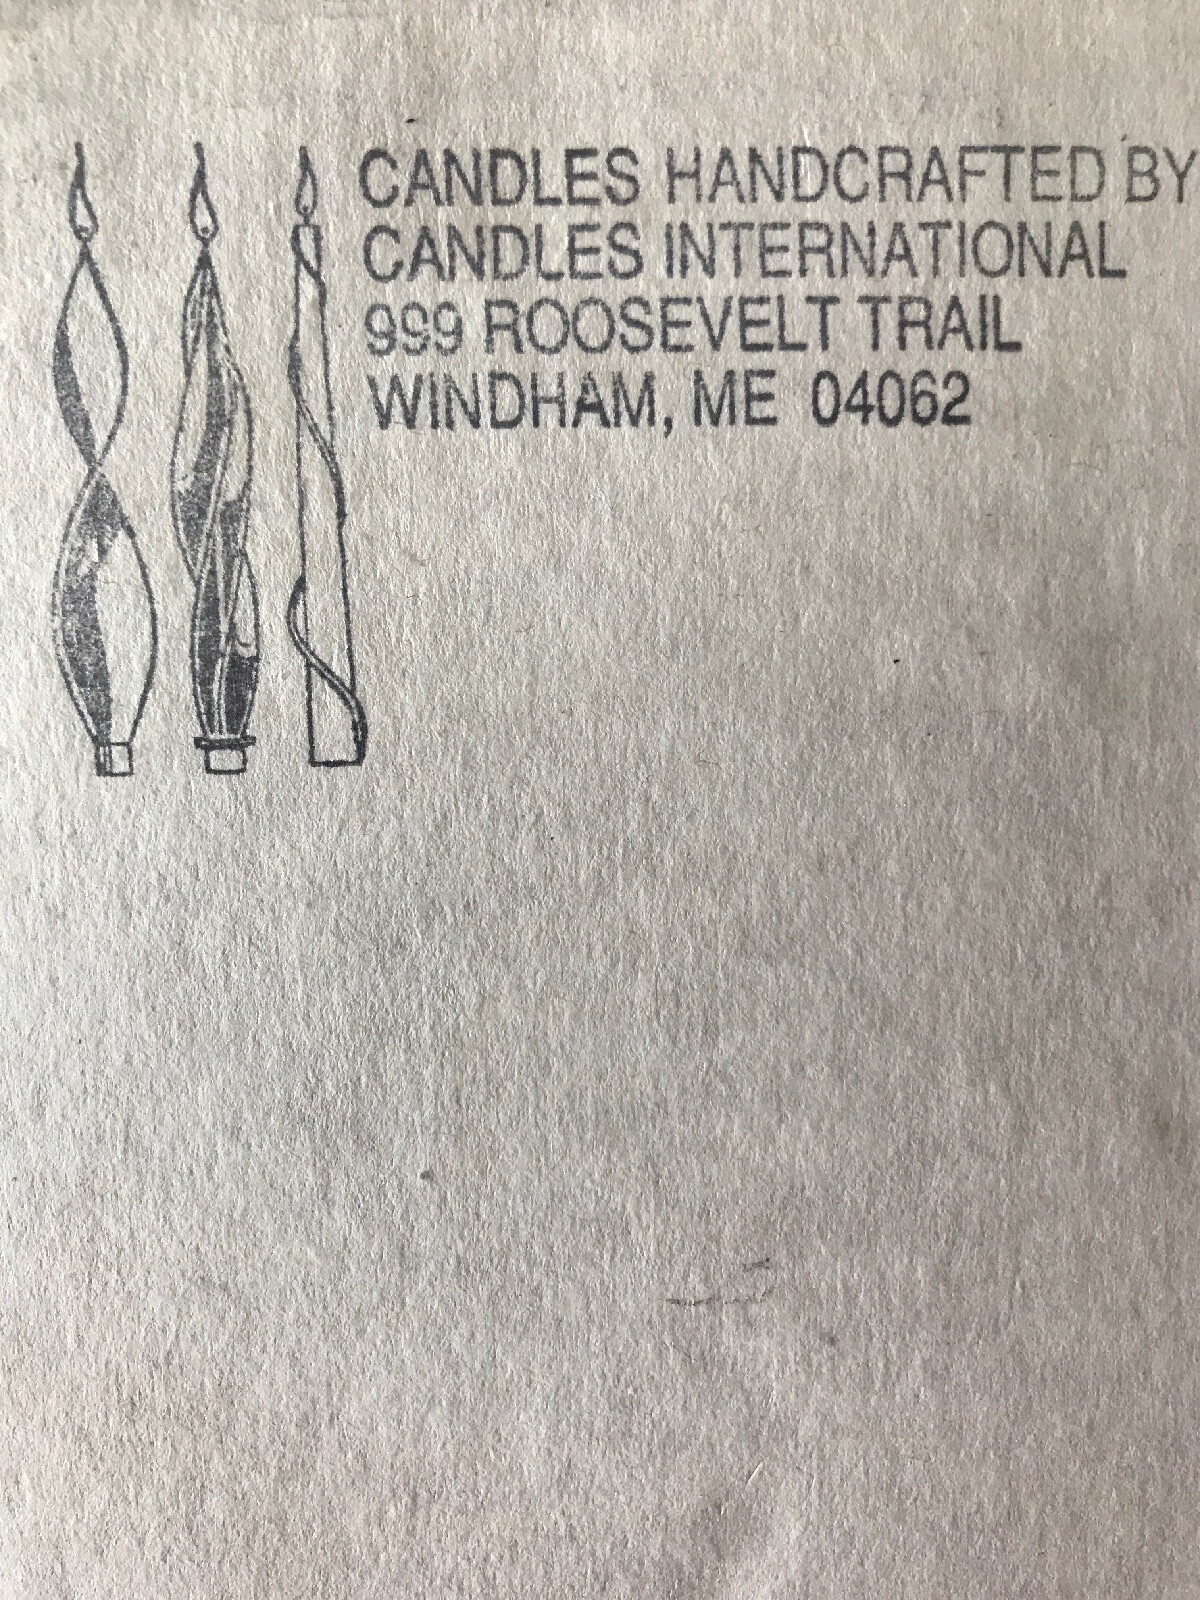 CANDLES HANDCRAFTED BY
CANDLES INTERNATIONAL
999 ROOSEVELT TRAIL
WINDHAM, ME 04062